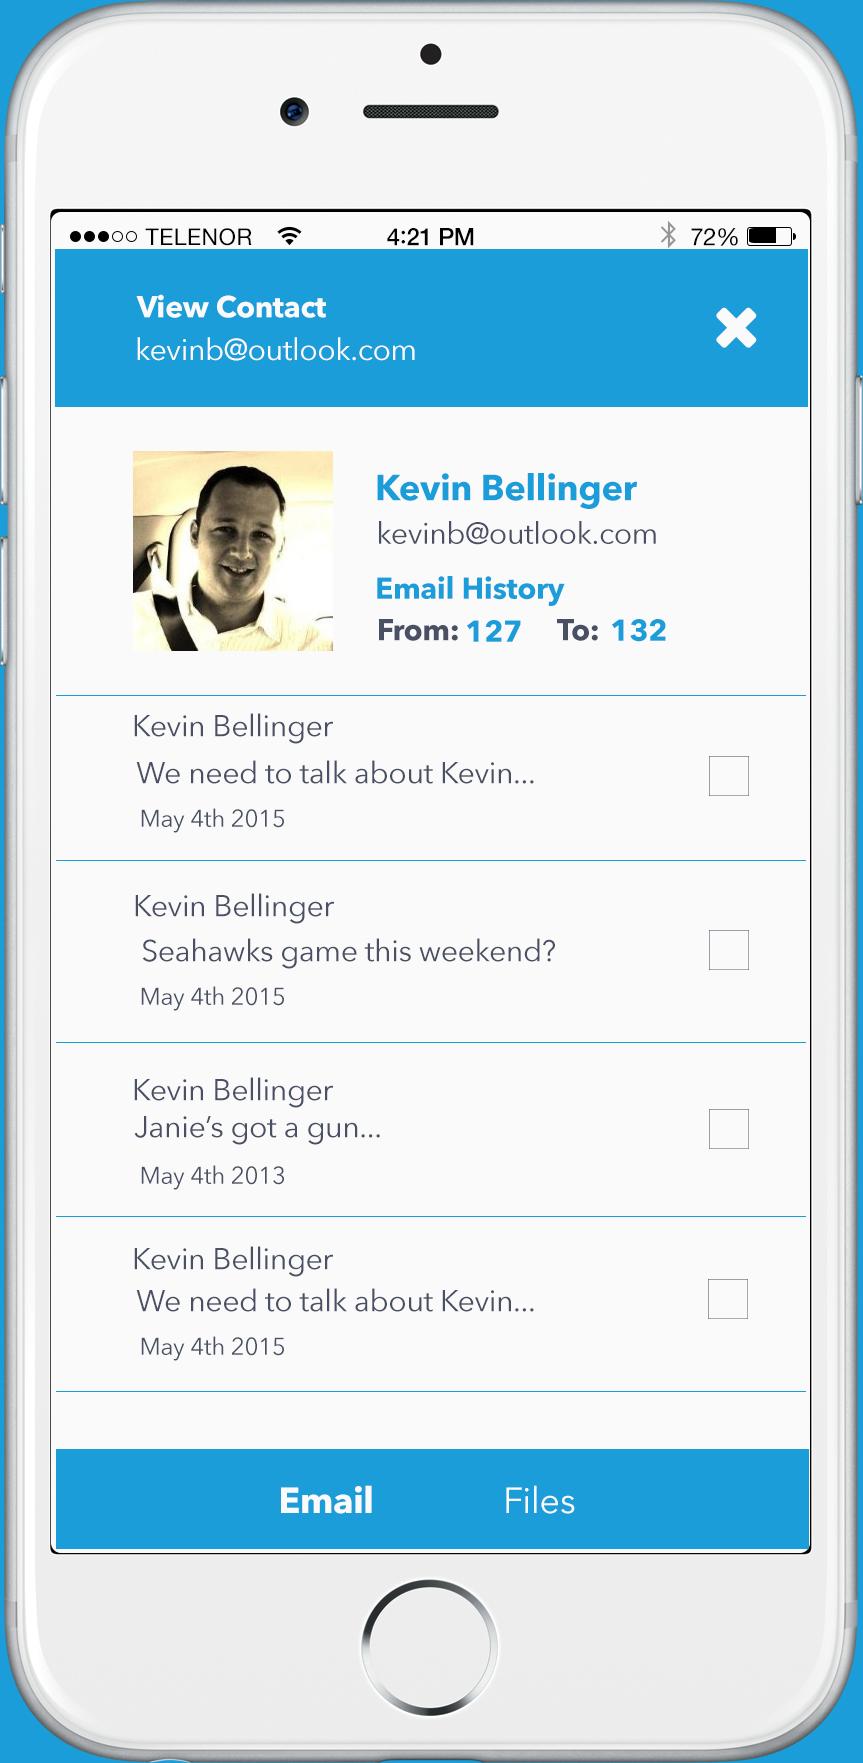 TELENOR 4:21 PM 72%
View Contact
kevinb@outlook.com
Kevin Bellinger
kevinb@outlook.com
Email History
From: 127 To: 132
Kevin Bellinger
We need to talk about Kevin...
May 4th 2015
Kevin Bellinger
Seahawks game this weekend?
May 4th 2015
Kevin Bellinger
Janie’s got a gun...
May 4th 2013
Kevin Bellinger
We need to talk about Kevin...
May 4th 2015
Email Files